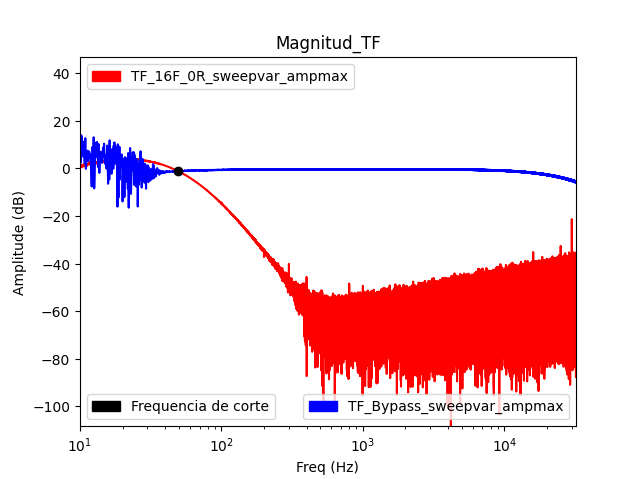 Magnitud_TF
TF_16F_0R_sweepvar_ampmax
40
20
0
−20
−40
−60
−80
−100
Amplitude (dB)
Frequencia de corte
TF_Bypass_sweepvar_ampmax
10^1
10^2
10^3
10^4
Freq (Hz)